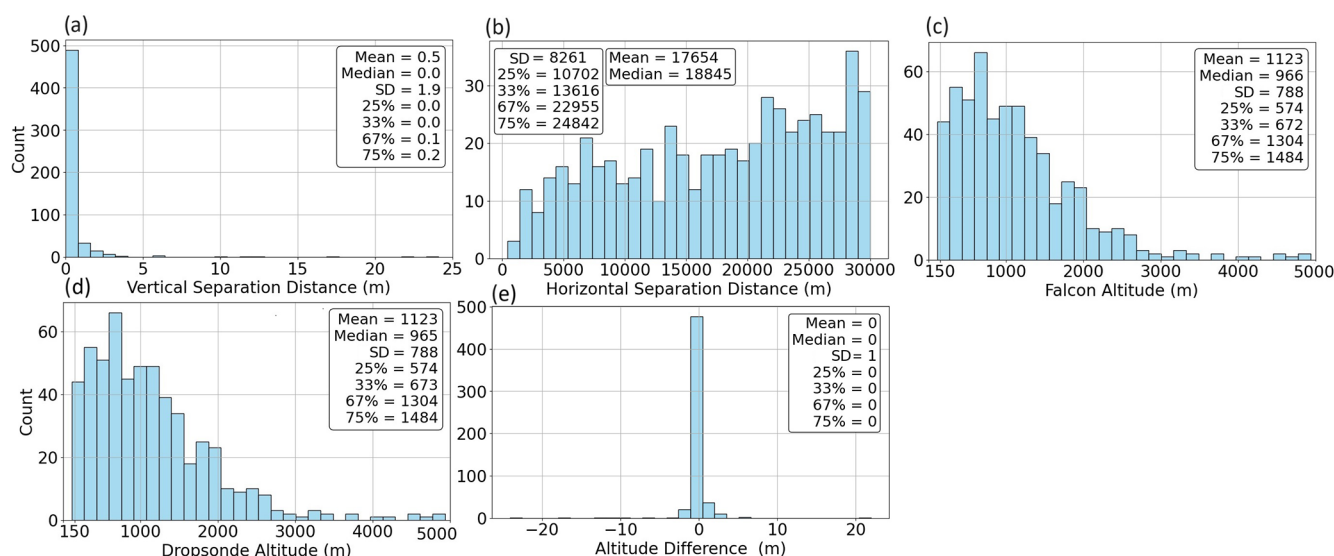 (a)
500
400
300
200
100
0
Count
Mean = 0.5
Median = 0.0
SD = 1.9
25% = 0.0
33% = 0.0
67% = 0.1
75% = 0.2
0 5 10 15 20 25
Vertical Separation Distance (m)
(b)
30
20
10
0
SD = 8261
25% = 10702
33% = 13616
67% = 22955
75% = 24842
Mean = 17654
Median = 18845
0 5000 10000 15000 20000 25000 30000
Horizontal Separation Distance (m)
(c)
60
40
20
0
Mean = 1123
Median = 966
SD = 788
25% = 574
33% = 672
67% = 1304
75% = 1484
150 1000 2000 3000 4000 5000
Falcon Altitude (m)
(d)
60
40
20
0
Count
Mean = 1123
Median = 965
SD = 788
25% = 574
33% = 673
67% = 1304
75% = 1484
150 1000 2000 3000 4000 5000
Dropsonde Altitude (m)
(e)
500
400
300
200
100
0
Mean = 0
Median = 0
SD= 1
25% = 0
33% = 0
67% = 0
75% = 0
−20 −10 0 10 20
Altitude Difference (m)